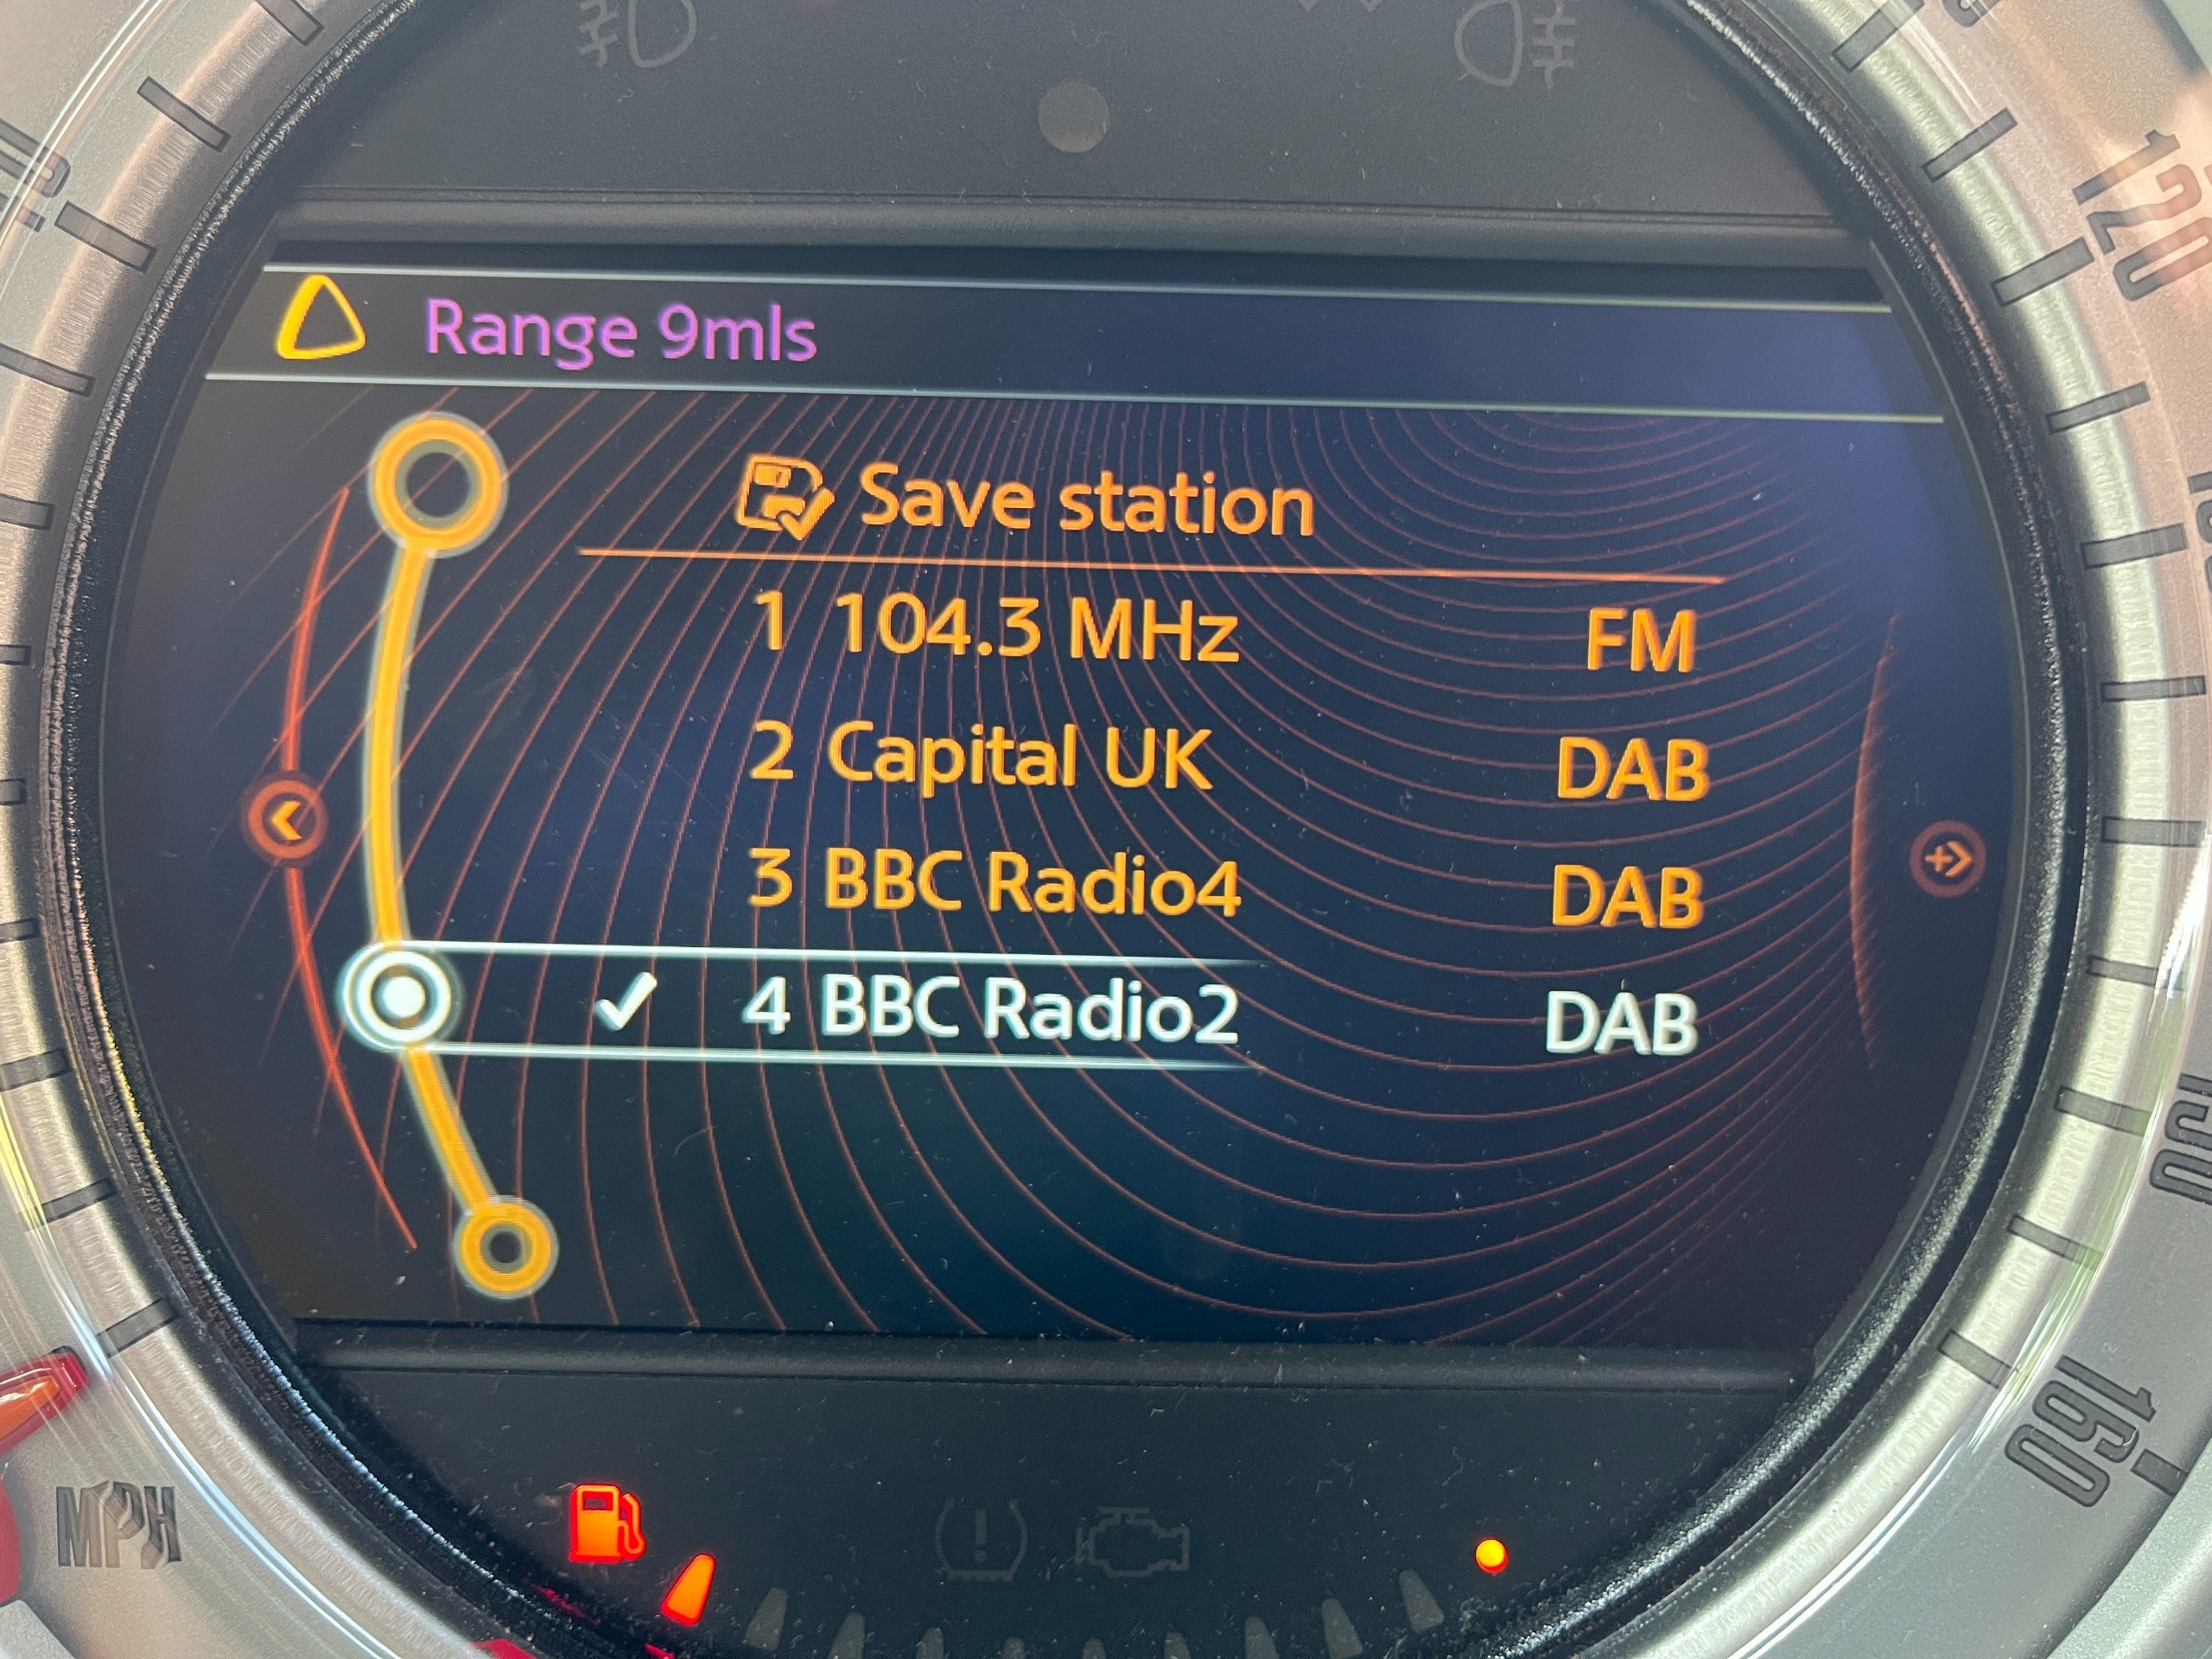 Range 9mls
Save station
1 104.3 MHz FM
2 Capital UK DAB
3 BBC Radio4 DAB
4 BBC Radio2 DAB
120
160
MPH